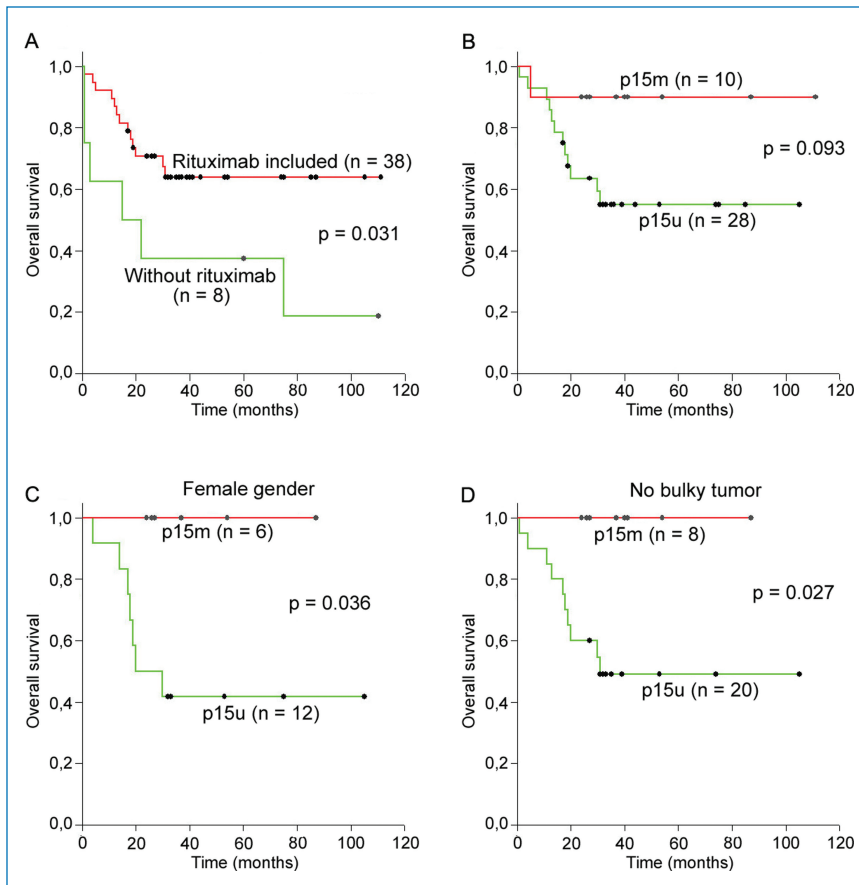 A
Overall survival
1,0
0,8
0,6
0,4
0,2
0,0
Rituximab included (n = 38)
p = 0.031
Without rituximab
(n = 8)
0 20 40 60 80 100 120
Time (months)
B
Overall survival
1,0
0,8
0,6
0,4
0,2
0,0
p15m (n = 10)
p = 0.093
p15u (n = 28)
0 20 40 60 80 100 120
Time (months)
C
Female gender
Overall survival
1,0
0,8
0,6
0,4
0,2
0,0
p15m (n = 6)
p = 0.036
p15u (n = 12)
0 20 40 60 80 100 120
Time (months)
D
No bulky tumor
Overall survival
1,0
0,8
0,6
0,4
0,2
0,0
p15m (n = 8)
p = 0.027
p15u (n = 20)
0 20 40 60 80 100 120
Time (months)